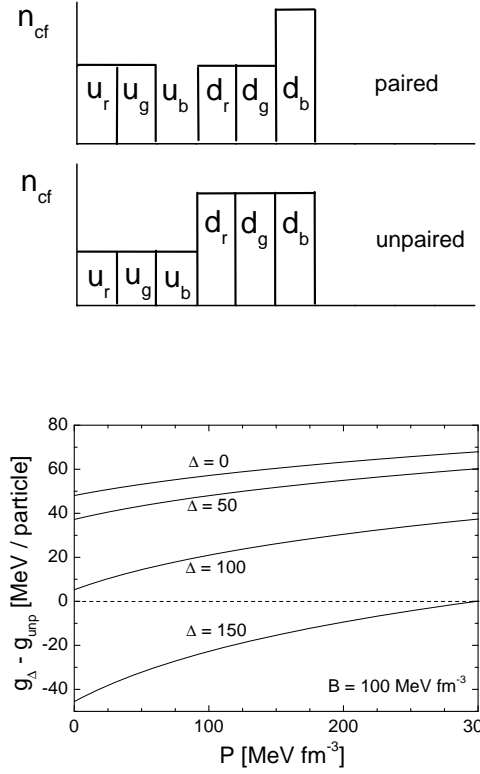 n_cf
u_r u_g u_b d_r d_g d_b paired
n_cf
u_r u_g u_b d_r d_g d_b unpaired
80
60
40
20
0
-20
-40
g_Δ - g_unp [MeV / particle]
Δ = 0
Δ = 50
Δ = 100
Δ = 150
B = 100 MeV fm^-3
0 100 200 300
P [MeV fm^-3]